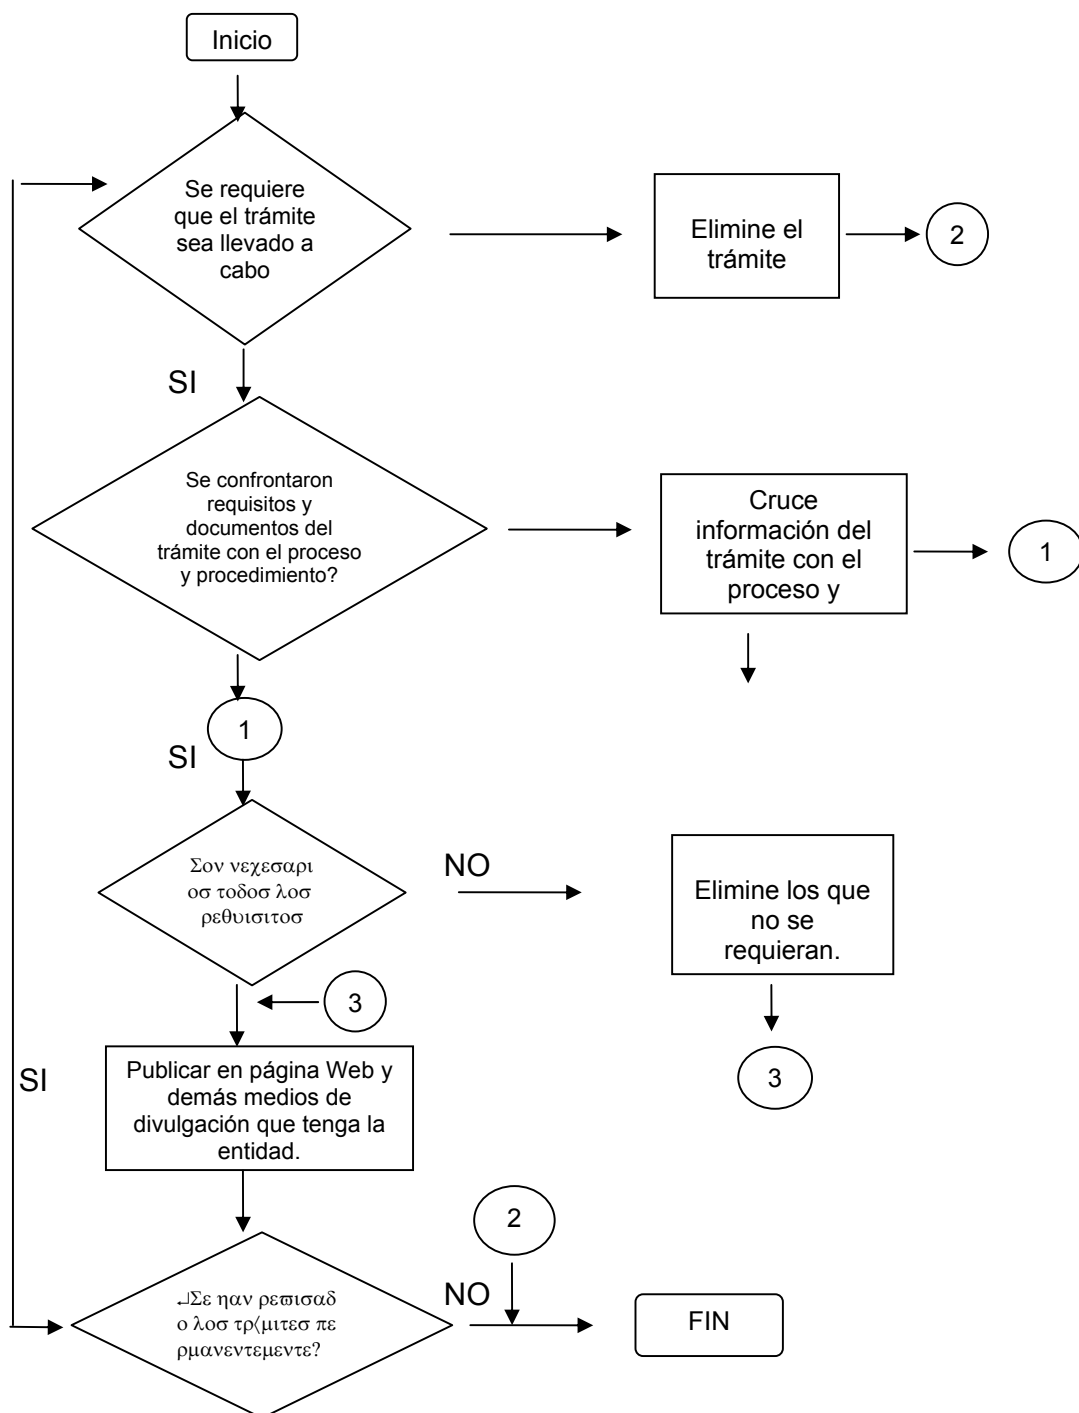 Inicio
Se requiere
que el trámite
sea llevado a
cabo
Elimine el
trámite
2
SI
Se confrontaron
requisitos y
documentos del
trámite con el proceso
y procedimiento?
Cruce
información del
trámite con el
proceso y
1
1
SI
Σον νεχεσαρι
οσ τοδοσ λοσ
ρεθυισιτοσ
NO
Elimine los que
no se
requieran.
3
3
Publicar en página Web y
demás medios de
divulgación que tenga la
entidad.
SI
2
↵Σε ηαν ρεϖισαδ
ο λοσ τρ〈μιτεσ πε
ρμανεντεμεντε?
NO
FIN